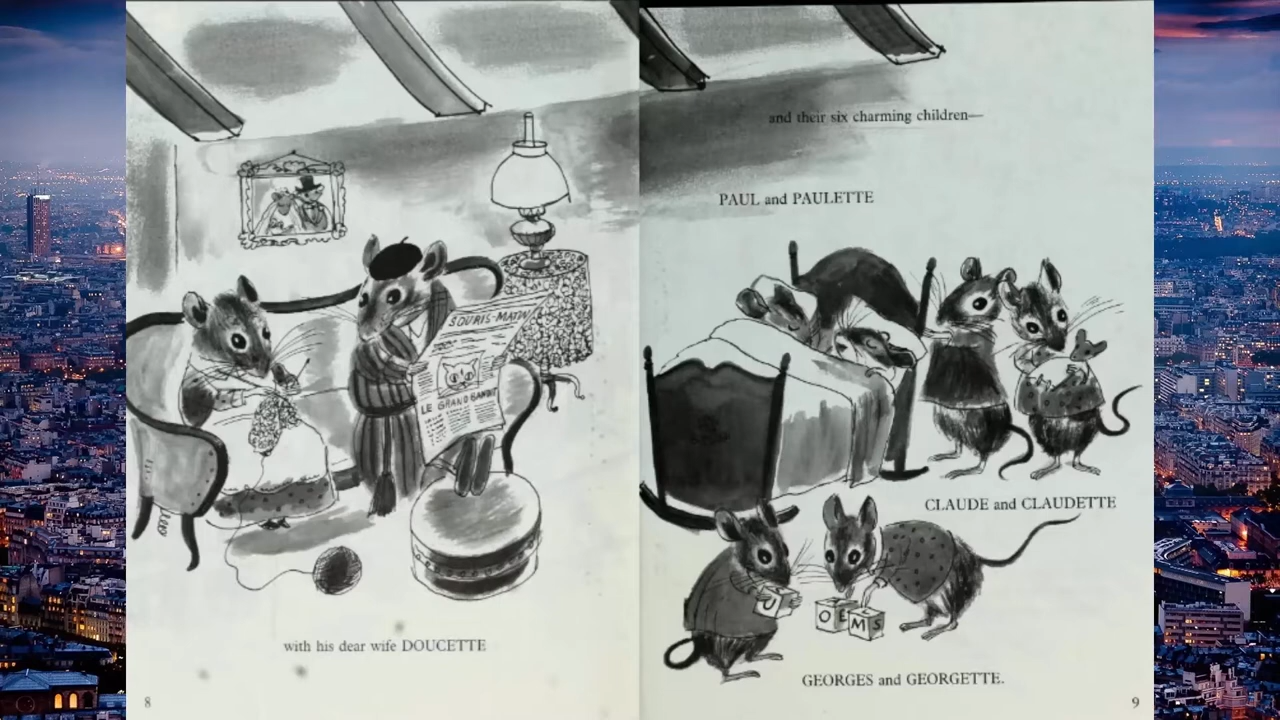 SOURIS-MATIN
LE GRAND BANDIT
with his dear wife DOUCETTE
8
and their six charming children—
PAUL and PAULETTE
CLAUDE and CLAUDETTE
J
O E M S
GEORGES and GEORGETTE.
9